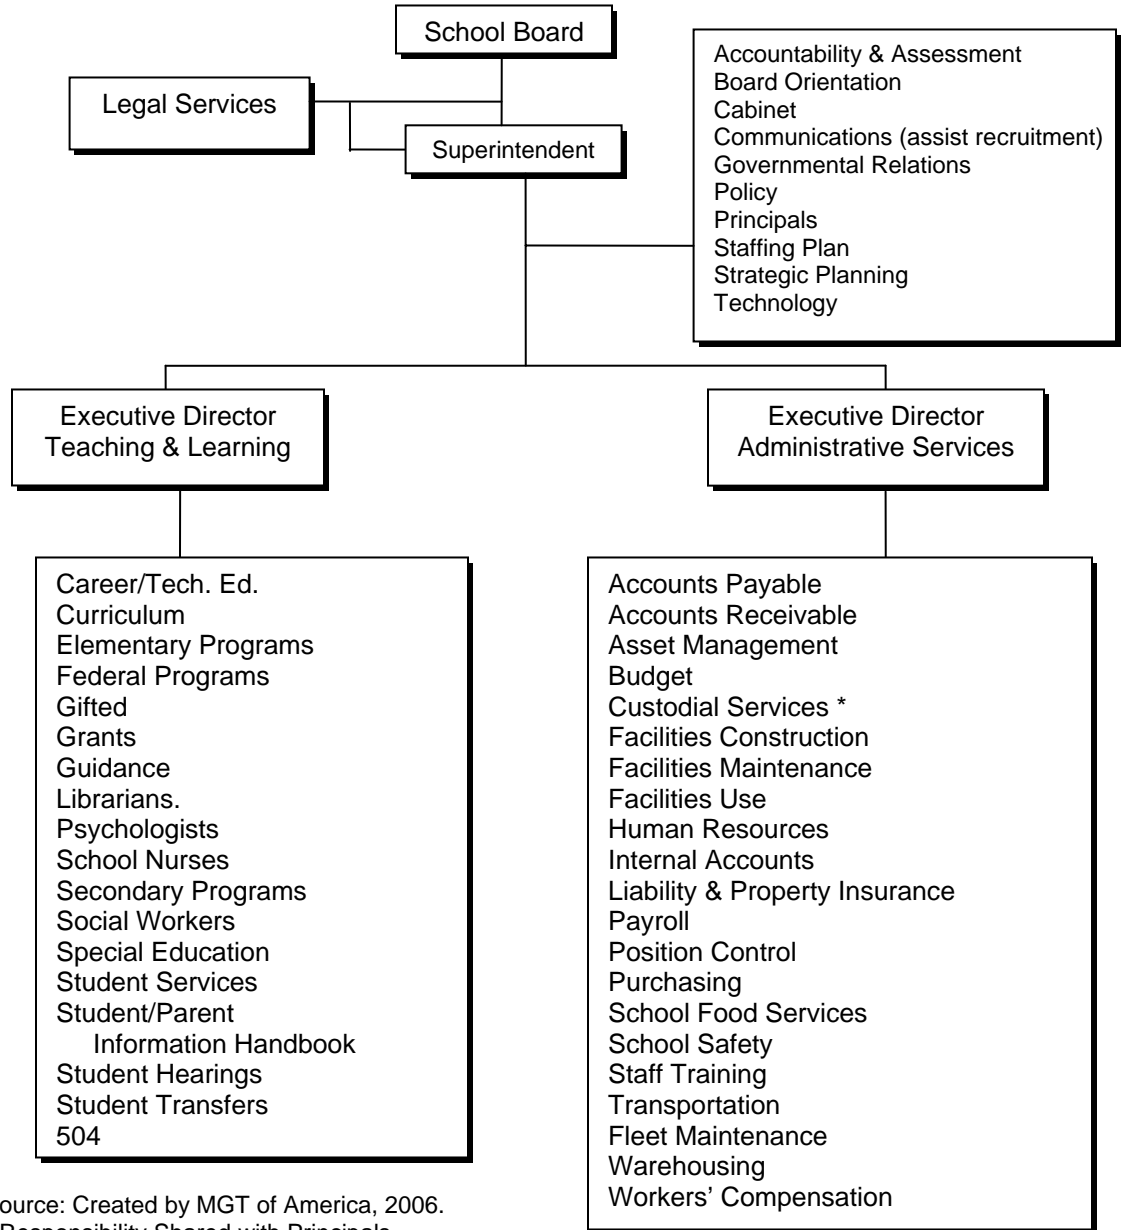 School Board
Legal Services
Superintendent
Accountability & Assessment
Board Orientation
Cabinet
Communications (assist recruitment)
Governmental Relations
Policy
Principals
Staffing Plan
Strategic Planning
Technology
Executive Director
Teaching & Learning
Executive Director
Administrative Services
Career/Tech. Ed.
Curriculum
Elementary Programs
Federal Programs
Gifted
Grants
Guidance
Librarians.
Psychologists
School Nurses
Secondary Programs
Social Workers
Special Education
Student Services
Student/Parent
Information Handbook
Student Hearings
Student Transfers
504
Accounts Payable
Accounts Receivable
Asset Management
Budget
Custodial Services *
Facilities Construction
Facilities Maintenance
Facilities Use
Human Resources
Internal Accounts
Liability & Property Insurance
Payroll
Position Control
Purchasing
School Food Services
School Safety
Staff Training
Transportation
Fleet Maintenance
Warehousing
Workers' Compensation
ource: Created by MGT of America, 2006.
Responsibility Shared with Principals